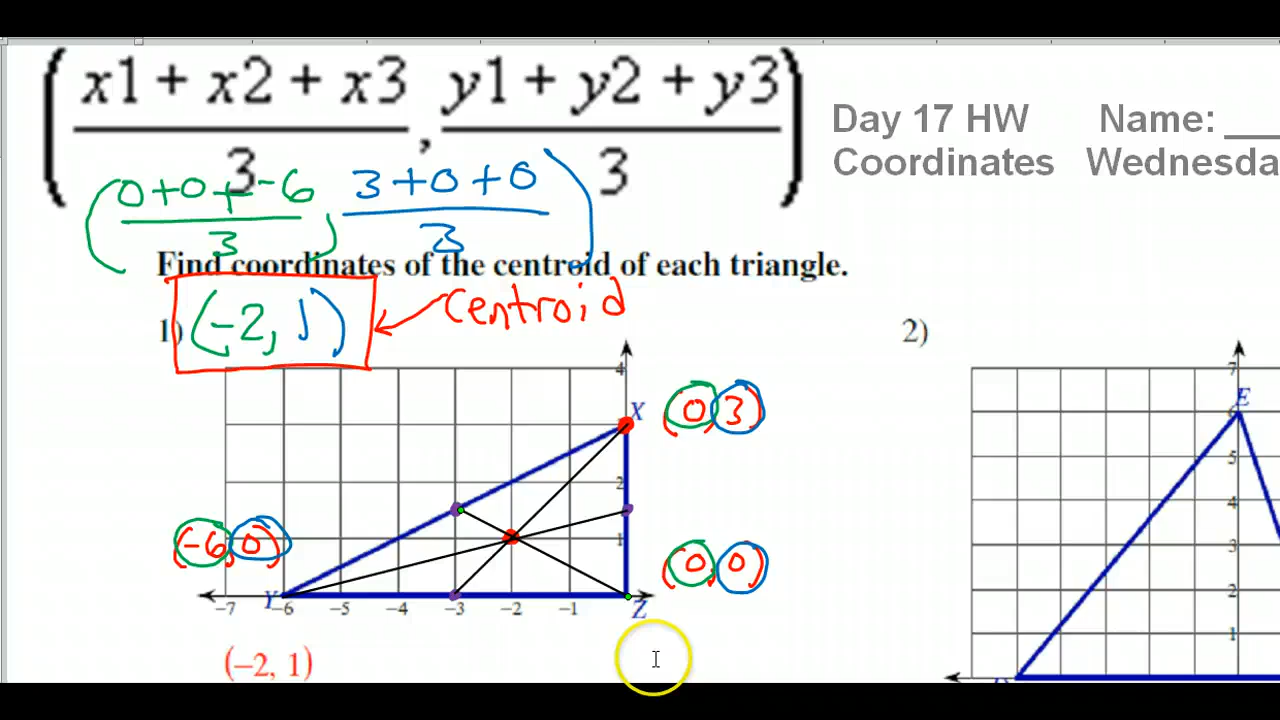 x1 + x2 + x3 , y1 + y2 + y3
3 3
Day 17 HW Name: ___
Coordinates Wednesda
(0+0+-6, 3+0+0)
3 3
Find coordinates of the centroid of each triangle.
1) (-2, 1) centroid
2)
4
X (0, 3)
2
1
(-6, 0)
(0, 0)
Y Z
-7 -6 -5 -4 -3 -2 -1
(-2, 1)
7
E
6
5
4
3
2
1